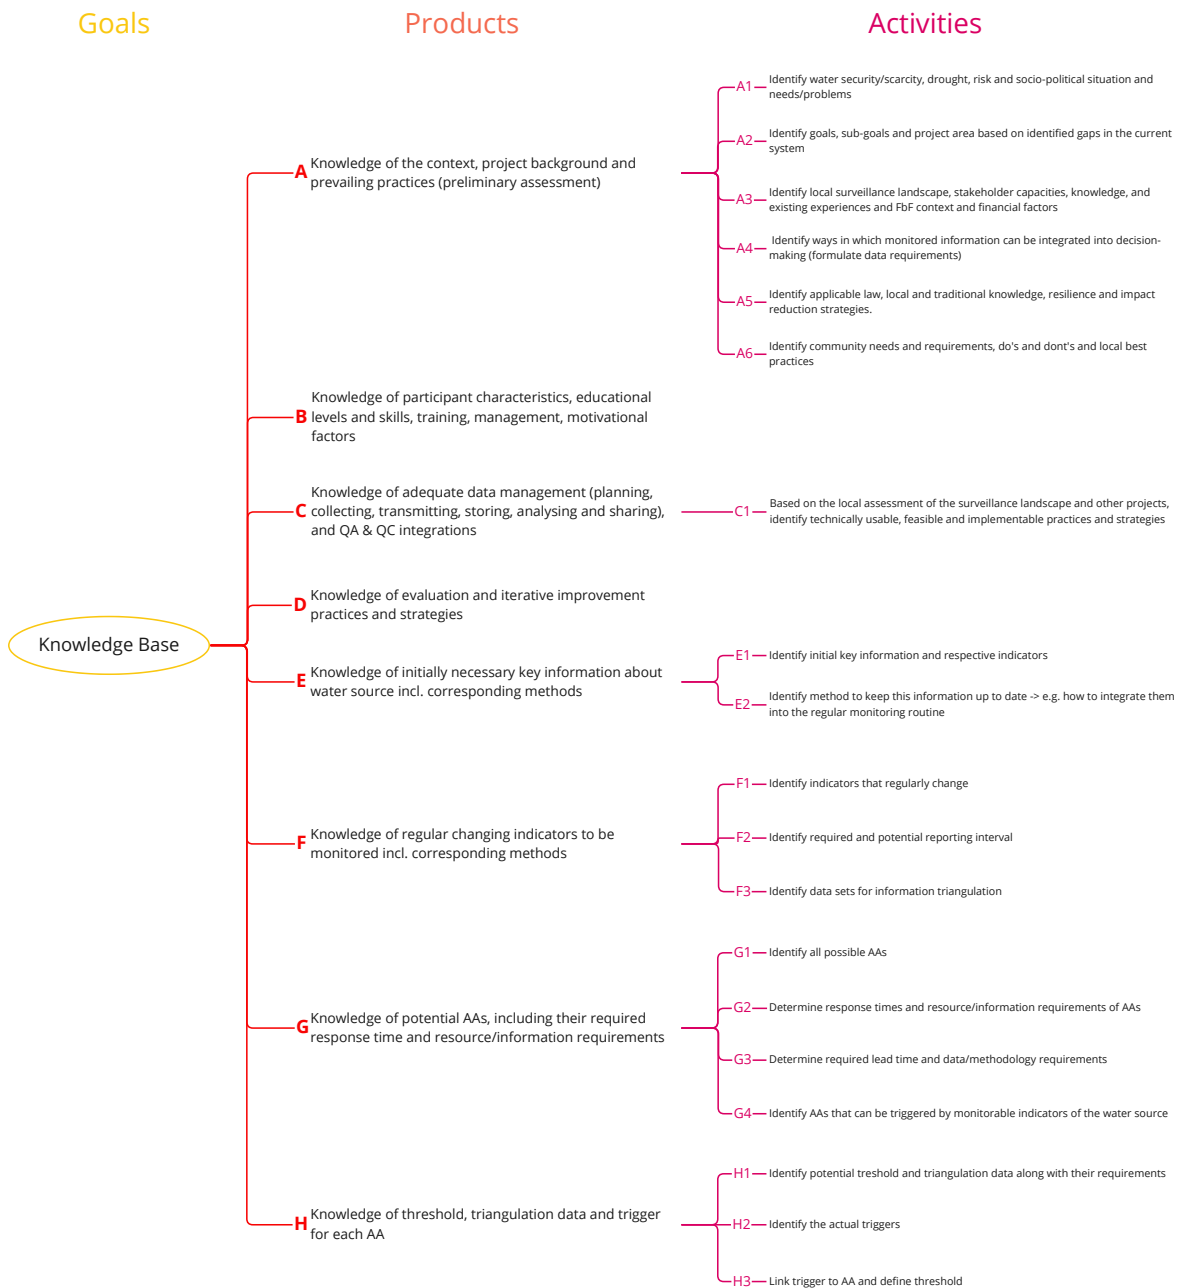 Goals
Products
Activities
Knowledge Base
A
Knowledge of the context, project background and
prevailing practices (preliminary assessment)
A1
Identify water security/scarcity, drought, risk and socio-political situation and
needs/problems
A2
Identify goals, sub-goals and project area based on identified gaps in the current
system
A3
Identify local surveillance landscape, stakeholder capacities, knowledge, and
existing experiences and FbF context and financial factors
A4
Identify ways in which monitored information can be integrated into decision-
making (formulate data requirements)
A5
Identify applicable law, local and traditional knowledge, resilience and impact
reduction strategies.
A6
Identify community needs and requirements, do's and dont's and local best
practices
B
Knowledge of participant characteristics, educational
levels and skills, training, management, motivational
factors
C
Knowledge of adequate data management (planning,
collecting, transmitting, storing, analysing and sharing),
and QA & QC integrations
C1
Based on the local assessment of the surveillance landscape and other projects,
identify technically usable, feasible and implementable practices and strategies
D
Knowledge of evaluation and iterative improvement
practices and strategies
E
Knowledge of initially necessary key information about
water source incl. corresponding methods
E1
Identify initial key information and respective indicators
E2
Identify method to keep this information up to date -> e.g. how to integrate them
into the regular monitoring routine
F
Knowledge of regular changing indicators to be
monitored incl. corresponding methods
F1
Identify indicators that regularly change
F2
Identify required and potential reporting interval
F3
Identify data sets for information triangulation
G
Knowledge of potential AAs, including their required
response time and resource/information requirements
G1
Identify all possible AAs
G2
Determine response times and resource/information requirements of AAs
G3
Determine required lead time and data/methodology requirements
G4
Identify AAs that can be triggered by monitorable indicators of the water source
H
Knowledge of threshold, triangulation data and trigger
for each AA
H1
Identify potential treshold and triangulation data along with their requirements
H2
Identify the actual triggers
H3
Link trigger to AA and define threshold